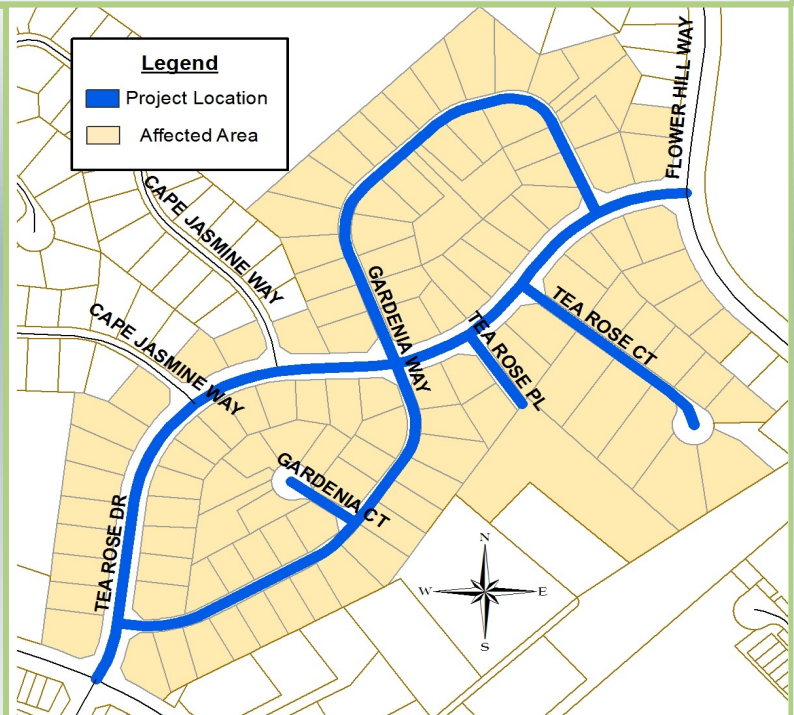 Legend
Project Location
Affected Area
FLOWER HILL WAY
CAPE JASMINE WAY
CAPE JASMINE WAY
GARDENIA WAY
TEA ROSE CT
TEA ROSE PL
GARDENIA CT
TEA ROSE DR
N
W
E
S